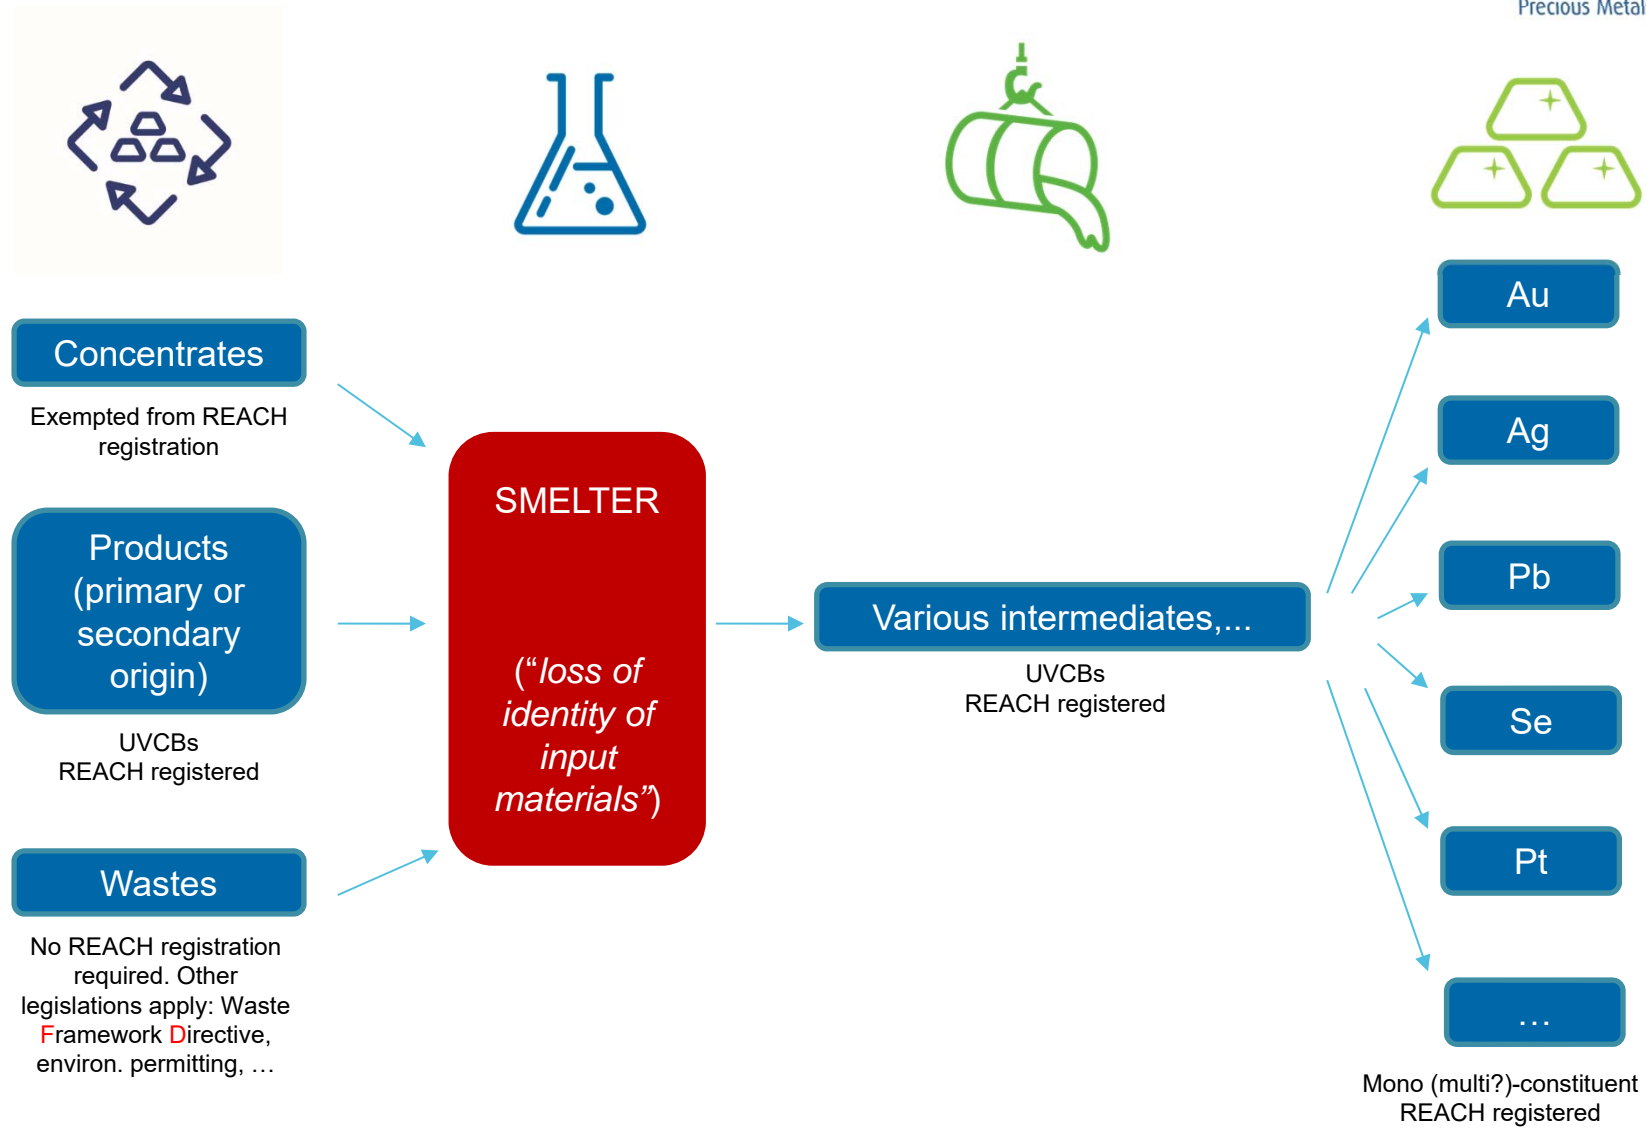 Precious Metal
Concentrates
Exempted from REACH
registration
Products
(primary or
secondary
origin)
UVCBs
REACH registered
Wastes
No REACH registration
required. Other
legislations apply: Waste
Framework Directive,
environ. permitting, …
SMELTER
(“loss of
identity of
input
materials”)
Various intermediates,...
UVCBs
REACH registered
Au
Ag
Pb
Se
Pt
…
Mono (multi?)-constituent
REACH registered